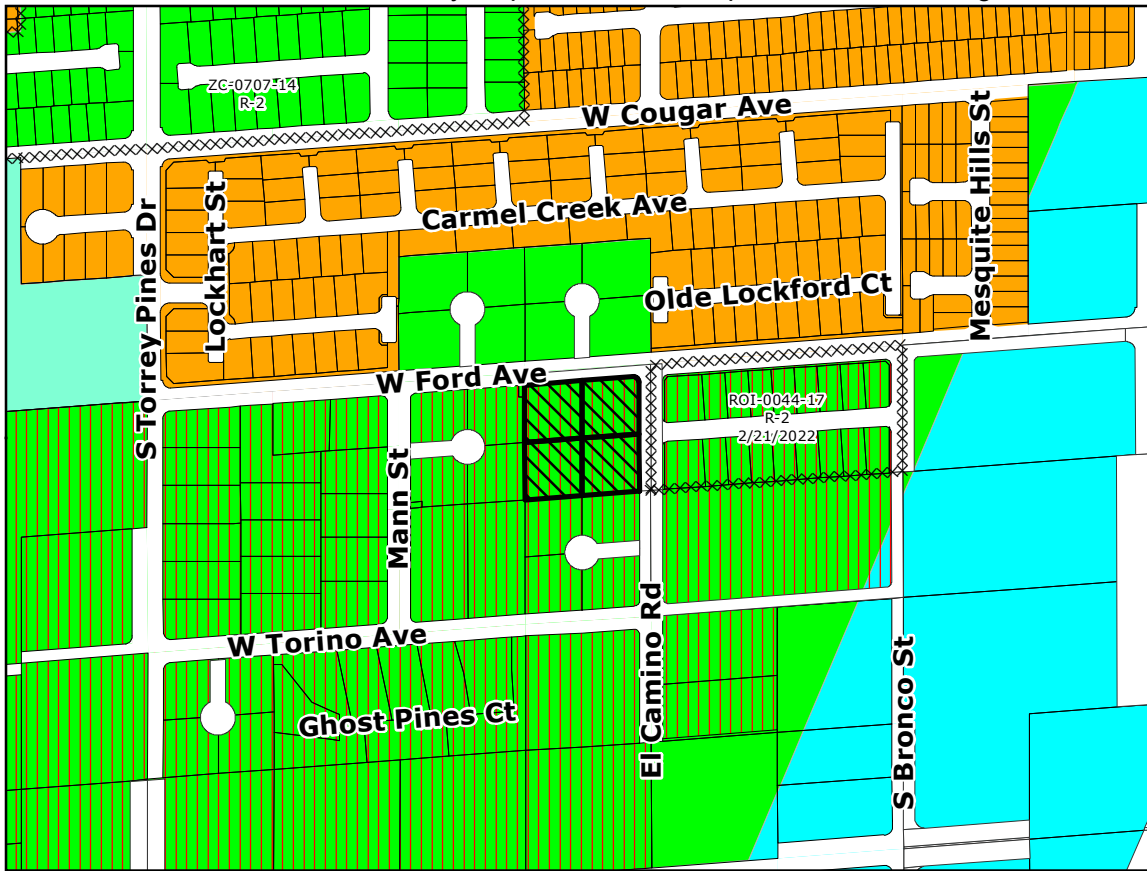 ZC-0707-14
R-2
W Cougar Ave
Mesquite Hills St
Carmel Creek Ave
Lockhart St
S Torrey Pines Dr
Olde Lockford Ct
W Ford Ave
ROI-0044-17
R-2
2/21/2022
Mann St
W Torino Ave
El Camino Rd
S Bronco St
Ghost Pines Ct